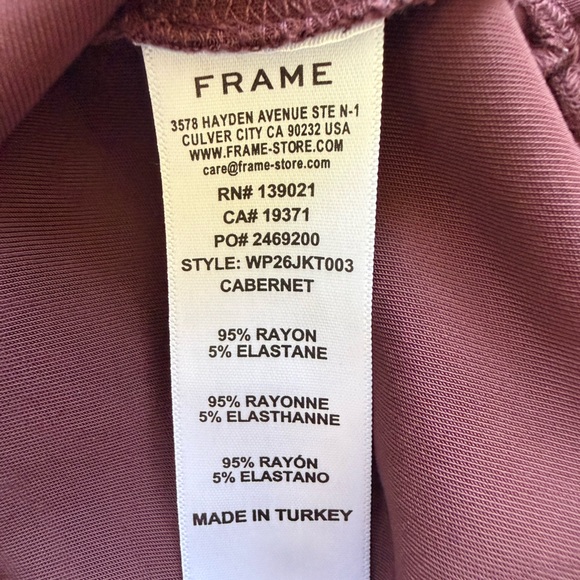 FRAME
3578 HAYDEN AVENUE STE N-1
CULVER CITY CA 90232 USA
WWW.FRAME-STORE.COM
care@frame-store.com
RN# 139021
CA# 19371
PO# 2469200
STYLE: WP26JKT003
CABERNET
95% RAYON
5% ELASTANE
95% RAYONNE
5% ELASTHANNE
95% RAYÓN
5% ELASTANO
MADE IN TURKEY